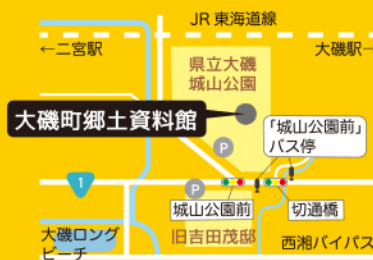 JR 東海道線
←二宮駅
大磯駅→
県立大磯
城山公園
大磯町郷土資料館
「城山公園前」
バス停
P
1
P
城山公園前
切通橋
大磯ロング
ビーチ
旧吉田茂邸
西湘バイパス